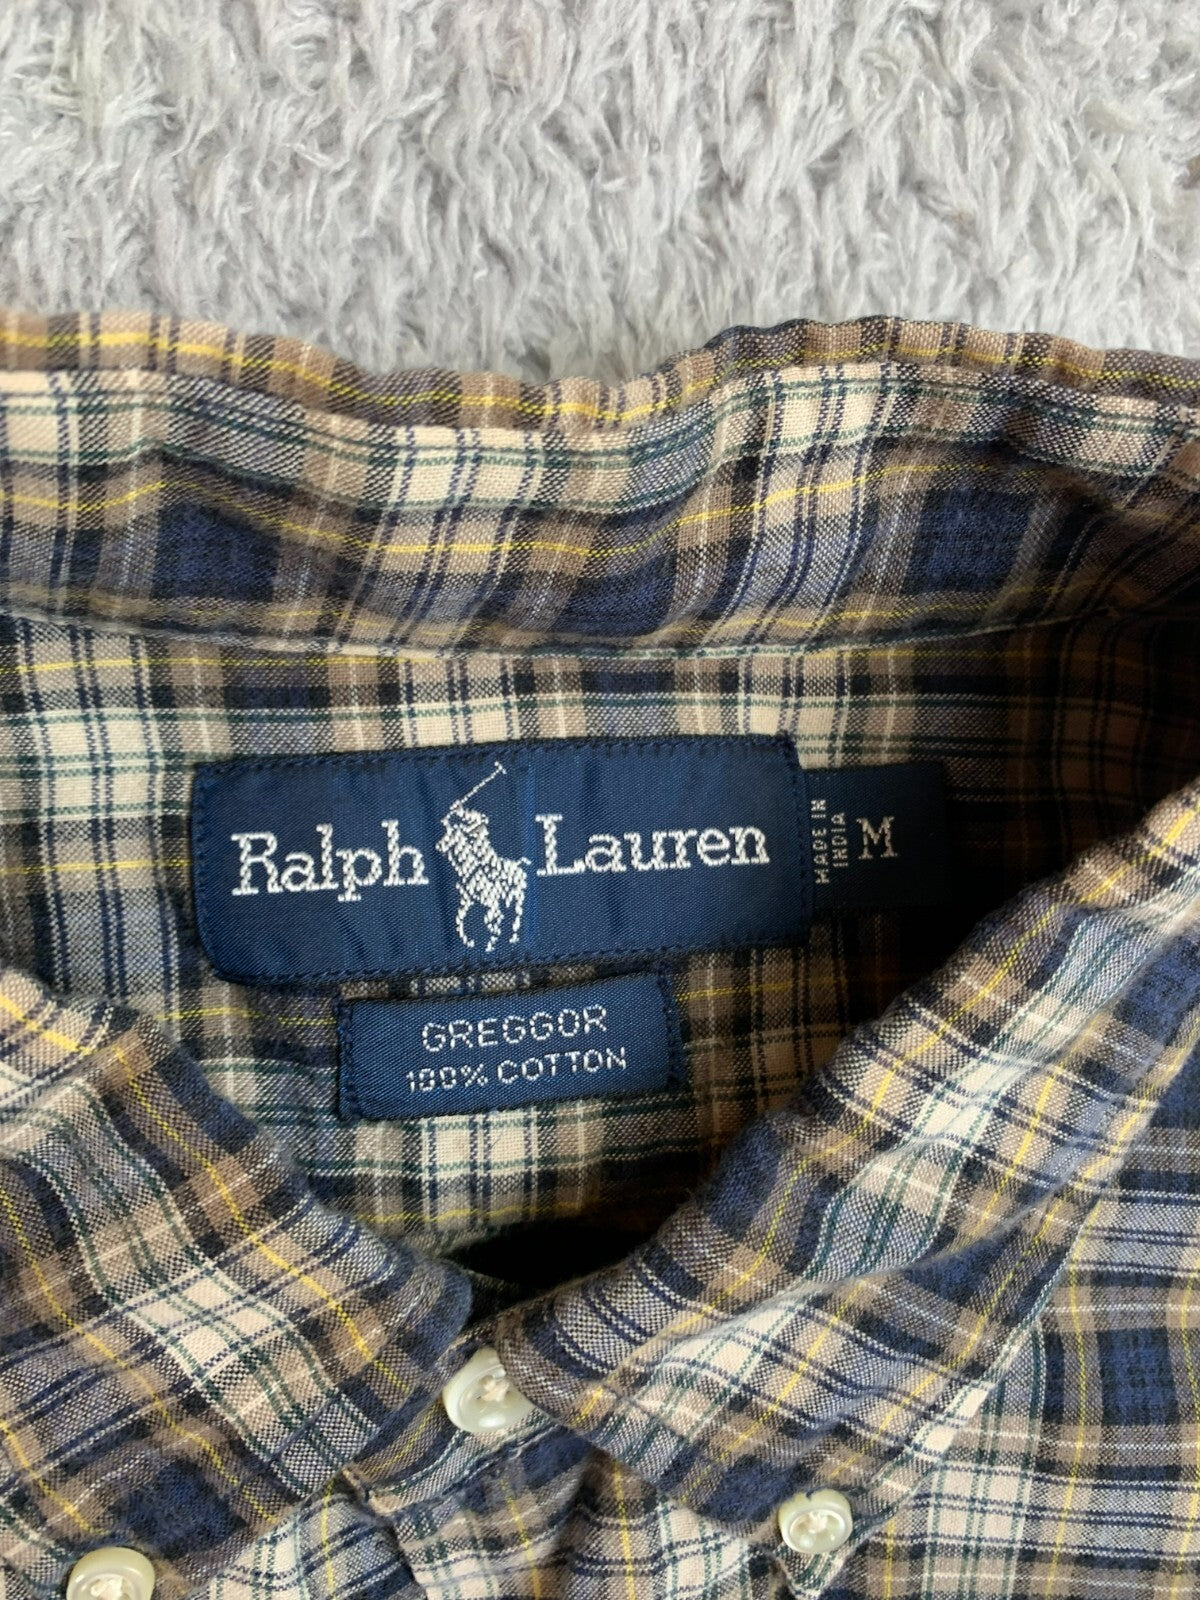 Ralph Lauren
MADE IN
INDIA
M
GREGGOR
100% COTTON